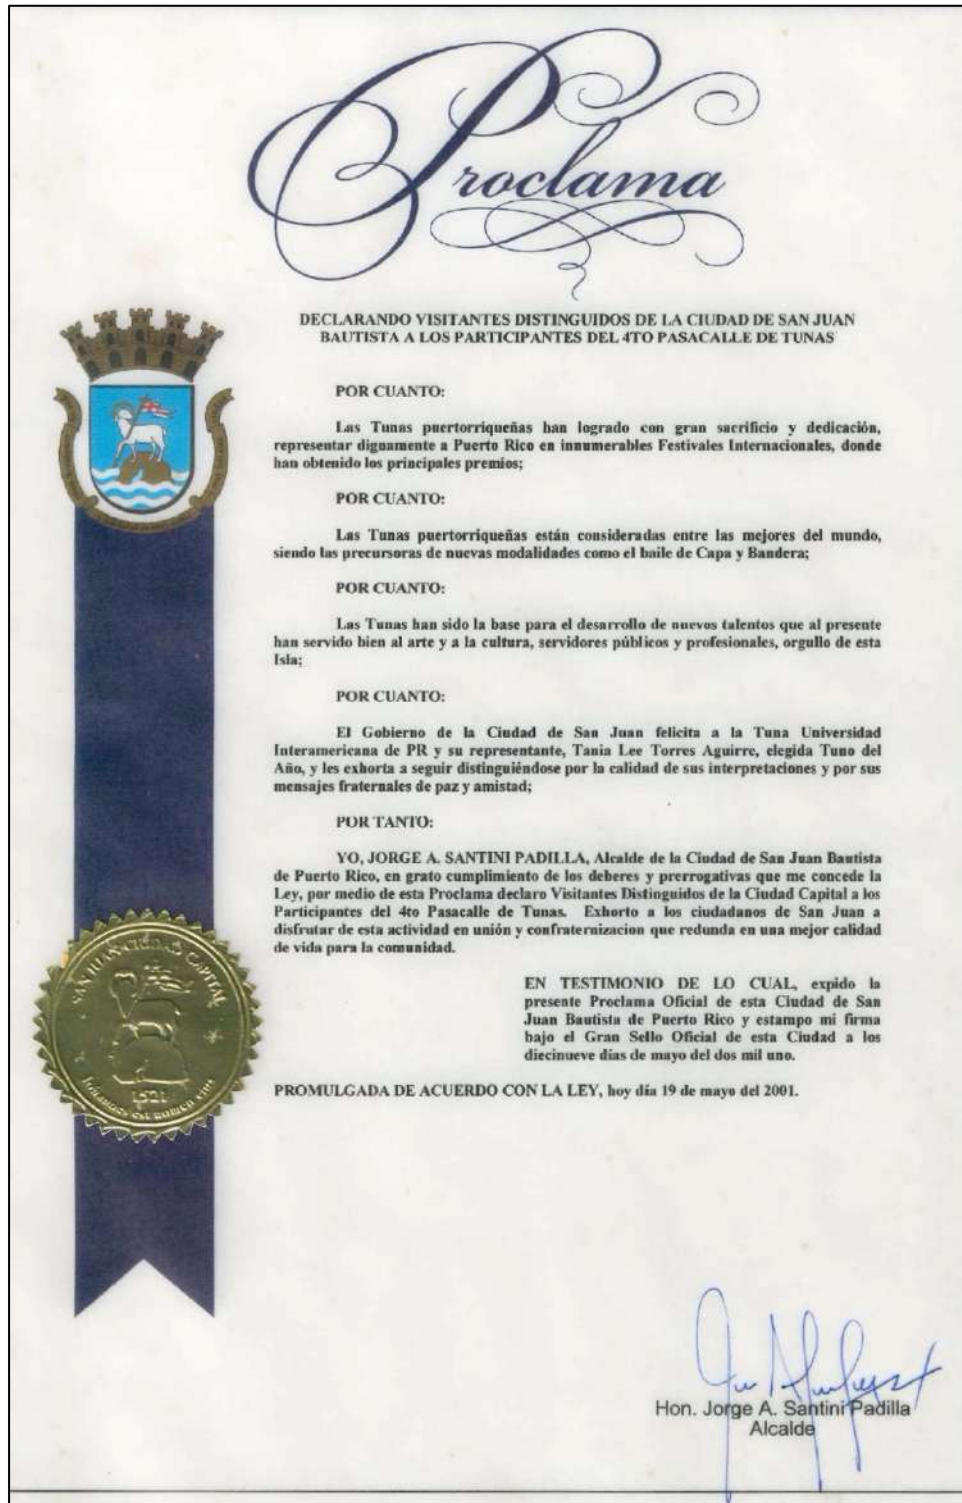 Proclama
DECLARANDO VISITANTES DISTINGUIDOS DE LA CIUDAD DE SAN JUAN
BAUTISTA A LOS PARTICIPANTES DEL 4TO PASACALLE DE TUNAS
POR CUANTO:
Las Tunas puertorriqueñas han logrado con gran sacrificio y dedicación,
representar dignamente a Puerto Rico en innumerables Festivales Internacionales, donde
han obtenido los principales premios;
POR CUANTO:
Las Tunas puertorriqueñas están consideradas entre las mejores del mundo,
siendo las precursoras de nuevas modalidades como el baile de Capa y Bandera;
POR CUANTO:
Las Tunas han sido la base para el desarrollo de nuevos talentos que al presente
han servido bien al arte y a la cultura, servidores públicos y profesionales, orgullo de esta
Isla;
POR CUANTO:
El Gobierno de la Ciudad de San Juan felicita a la Tuna Universidad
Interamericana de PR y su representante, Tania Lee Torres Aguirre, elegida Tuno del
Año, y les exhorta a seguir distinguiéndose por la calidad de sus interpretaciones y por sus
mensajes fraternales de paz y amistad;
POR TANTO:
YO, JORGE A. SANTINI PADILLA, Alcalde de la Ciudad de San Juan Bautista
de Puerto Rico, en grato cumplimiento de los deberes y prerrogativas que me concede la
Ley, por medio de esta Proclama declaro Visitantes Distinguidos de la Ciudad Capital a los
Participantes del 4to Pasacalle de Tunas. Exhorto a los ciudadanos de San Juan a
disfrutar de esta actividad en unión y confraternizacion que redunda en una mejor calidad
de vida para la comunidad.
EN TESTIMONIO DE LO CUAL, expido la
presente Proclama Oficial de esta Ciudad de San
Juan Bautista de Puerto Rico y estampo mi firma
bajo el Gran Sello Oficial de esta Ciudad a los
diecinueve días de mayo del dos mil uno.
PROMULGADA DE ACUERDO CON LA LEY, hoy día 19 de mayo del 2001.
SAN JUAN CIUDAD CAPITAL
1521
Joannes est nomen eius
Hon. Jorge A. Santini Padilla
Alcalde